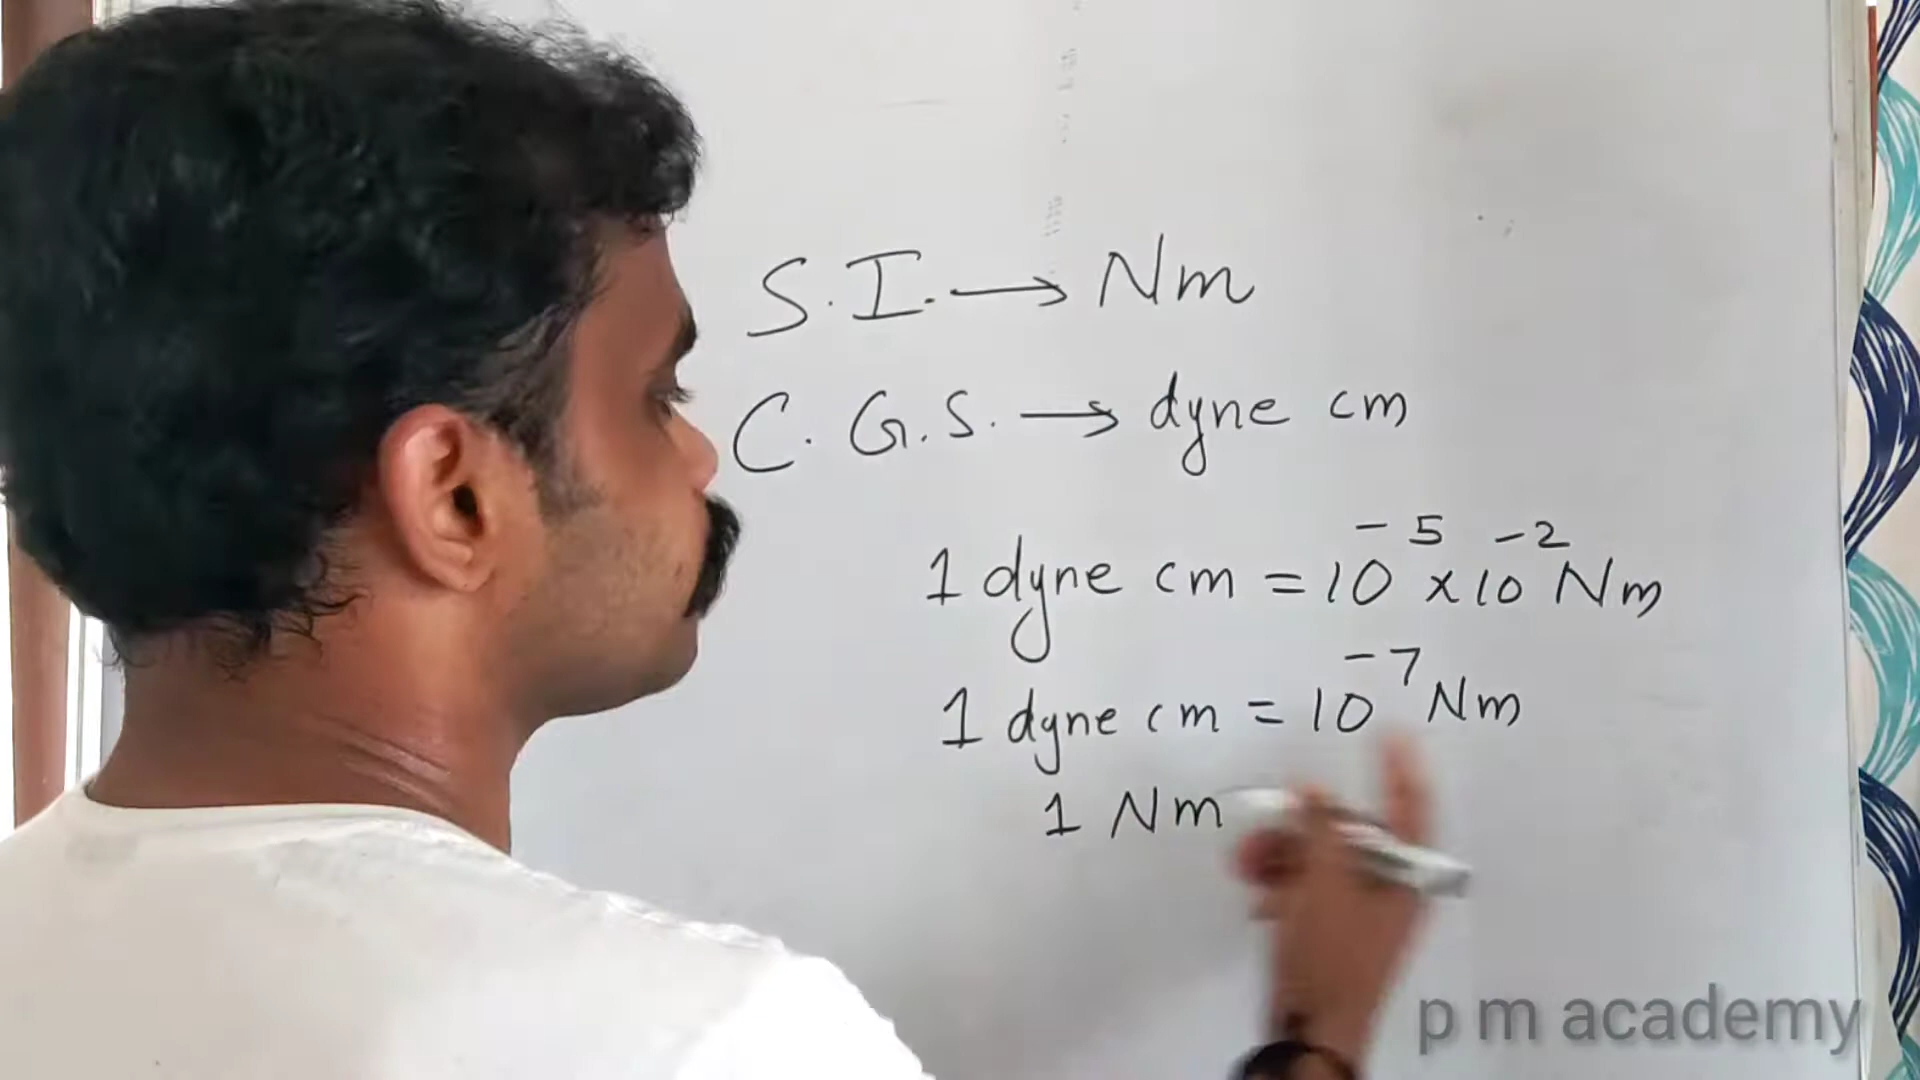 S.I. → Nm
C.G.S. → dyne cm
1 dyne cm = 10⁻⁵ x 10⁻² Nm
1 dyne cm = 10⁻⁷ Nm
1 Nm
p m academy